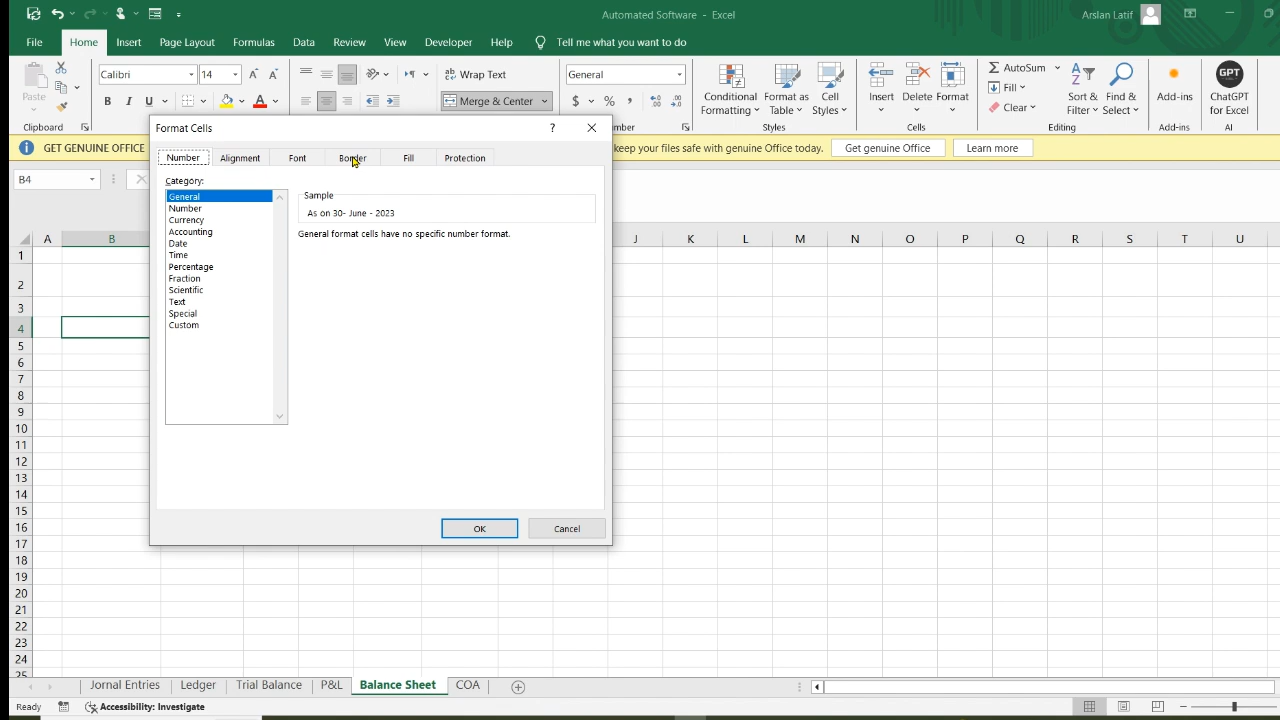 Automated Software - Excel
Arslan Latif
File Home Insert Page Layout Formulas Data Review View Developer Help Tell me what you want to do
Paste
Clipboard
Calibri 14
B I U
Wrap Text
Merge & Center
General
$ % ,
umber
Conditional Formatting
Format as Table
Cell Styles
Styles
Insert Delete Format
Cells
AutoSum
Fill
Clear
Sort & Filter
Find & Select
Editing
Add-ins
Add-ins
GPT
ChatGPT for Excel
AI
GET GENUINE OFFICE
keep your files safe with genuine Office today.
Get genuine Office
Learn more
B4
Format Cells
?
Number Alignment Font Border Fill Protection
Category:
General
Number
Currency
Accounting
Date
Time
Percentage
Fraction
Scientific
Text
Special
Custom
Sample
As on 30- June - 2023
General format cells have no specific number format.
OK Cancel
A B J K L M N O P Q R S T U
1
2
3
4
5
6
7
8
9
10
11
12
13
14
15
16
17
18
19
20
21
22
23
24
25
Jornal Entries Ledger Trial Balance P&L Balance Sheet COA
Ready
Accessibility: Investigate